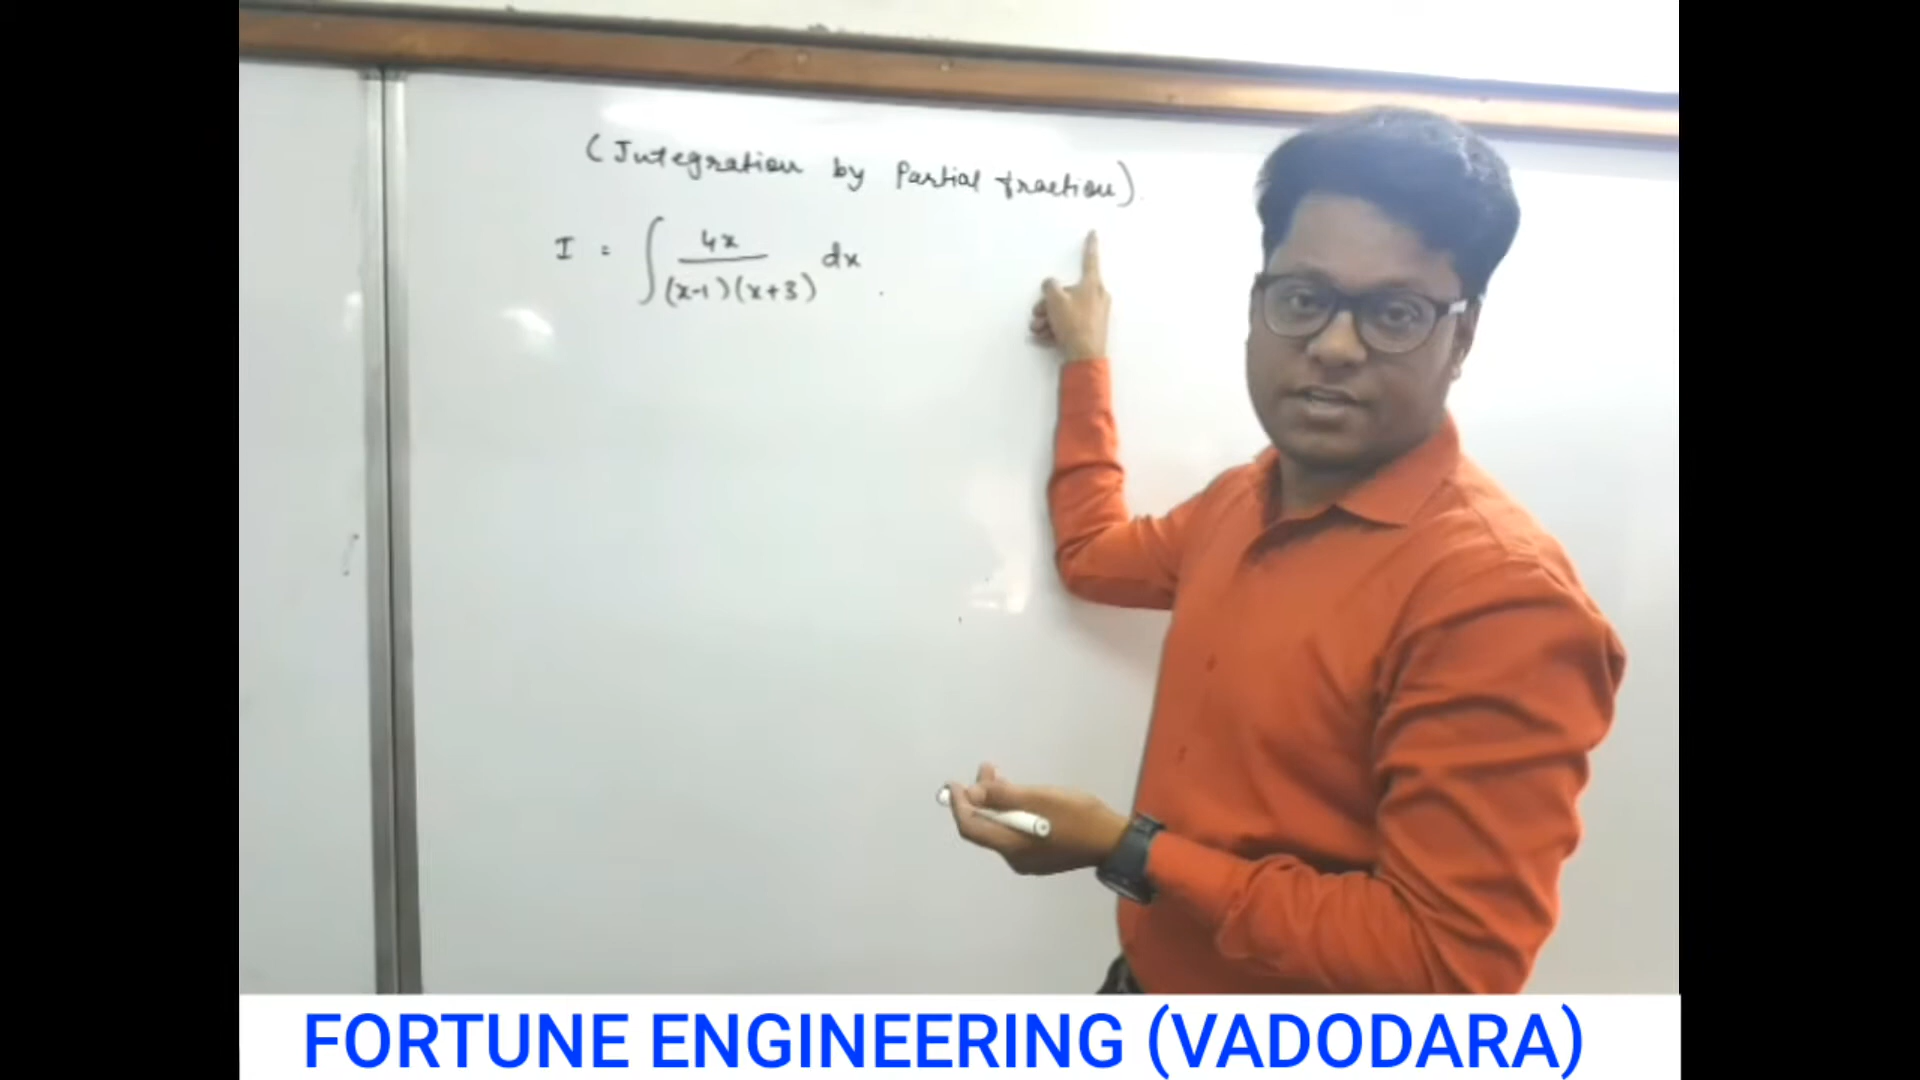 (Integration by Partial fraction).
I = ∫ 4x / (x-1)(x+3) dx .
FORTUNE ENGINEERING (VADODARA)